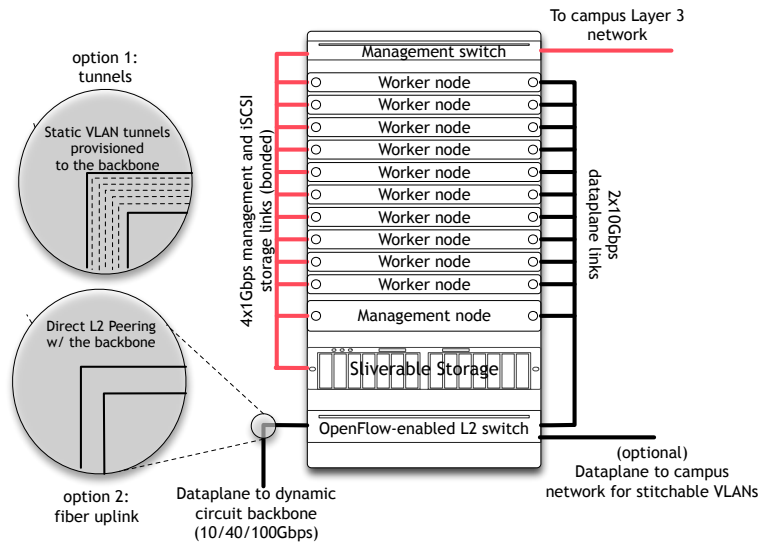 To campus Layer 3
network
option 1:
tunnels
Static VLAN tunnels
provisioned
to the backbone
Management switch
Worker node
Worker node
Worker node
Worker node
Worker node
Worker node
Worker node
Worker node
Worker node
Worker node
Management node
Sliverable Storage
OpenFlow-enabled L2 switch
4x1Gbps management and iSCSI
storage links (bonded)
2x10Gbps
dataplane links
Direct L2 Peering
w/ the backbone
option 2:
fiber uplink
Dataplane to dynamic
circuit backbone
(10/40/100Gbps)
(optional)
Dataplane to campus
network for stitchable VLANs